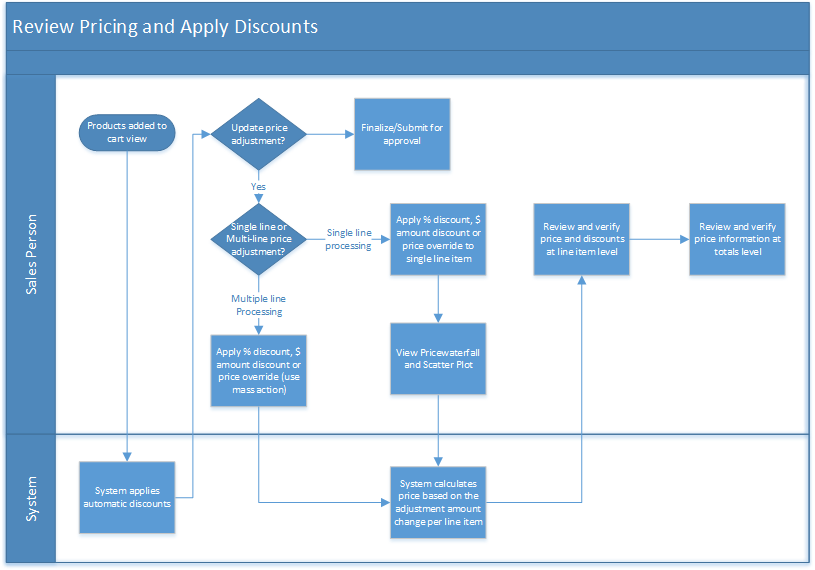 Review Pricing and Apply Discounts
Sales Person
Products added to
cart view
Update price
adjustment?
Finalize/Submit for
approval
Yes
Single line or
Multi-line price
adjustment?
Single line
processing
Apply % discount, $
amount discount or
price override to
single line item
Review and verify
price and discounts
at line item level
Review and verify
price information at
totals level
Multiple line
Processing
Apply % discount, $
amount discount or
price override (use
mass action)
View Pricewaterfall
and Scatter Plot
System
System applies
automatic discounts
System calculates
price based on the
adjustment amount
change per line item